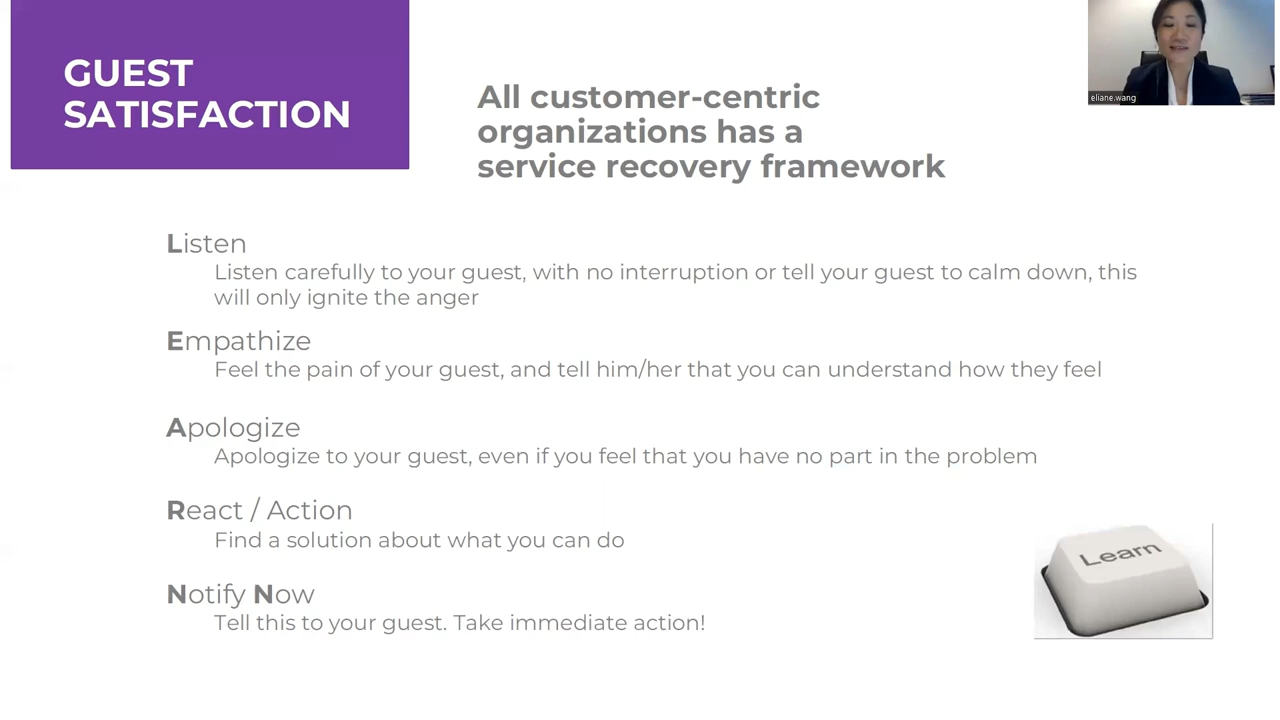 GUEST
SATISFACTION
All customer-centric
organizations has a
service recovery framework
eliane.wang
Listen
Listen carefully to your guest, with no interruption or tell your guest to calm down, this
will only ignite the anger
Empathize
Feel the pain of your guest, and tell him/her that you can understand how they feel
Apologize
Apologize to your guest, even if you feel that you have no part in the problem
React / Action
Find a solution about what you can do
Notify Now
Tell this to your guest. Take immediate action!
Learn